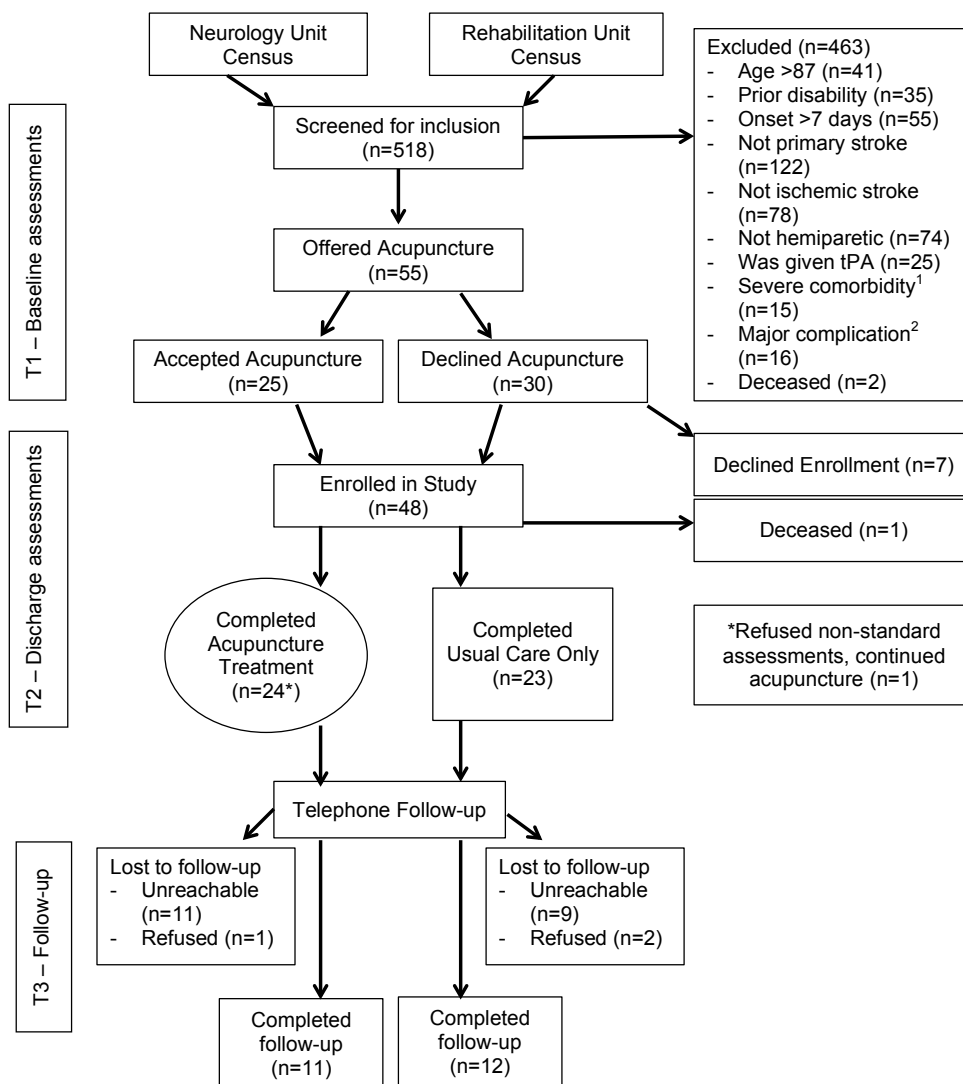 Neurology Unit
Census
Rehabilitation Unit
Census
Excluded (n=463)
- Age >87 (n=41)
- Prior disability (n=35)
- Onset >7 days (n=55)
- Not primary stroke
(n=122)
- Not ischemic stroke
(n=78)
- Not hemiparetic (n=74)
- Was given tPA (n=25)
- Severe comorbidity1
(n=15)
- Major complication2
(n=16)
- Deceased (n=2)
T1 – Baseline assessments
Screened for inclusion
(n=518)
Offered Acupuncture
(n=55)
Accepted Acupuncture
(n=25)
Declined Acupuncture
(n=30)
Declined Enrollment (n=7)
T2 – Discharge assessments
Enrolled in Study
(n=48)
Deceased (n=1)
Completed
Acupuncture
Treatment
(n=24*)
Completed
Usual Care Only
(n=23)
*Refused non-standard
assessments, continued
acupuncture (n=1)
Telephone Follow-up
T3 – Follow-up
Lost to follow-up
- Unreachable
(n=11)
- Refused (n=1)
Lost to follow-up
- Unreachable
(n=9)
- Refused (n=2)
Completed
follow-up
(n=11)
Completed
follow-up
(n=12)